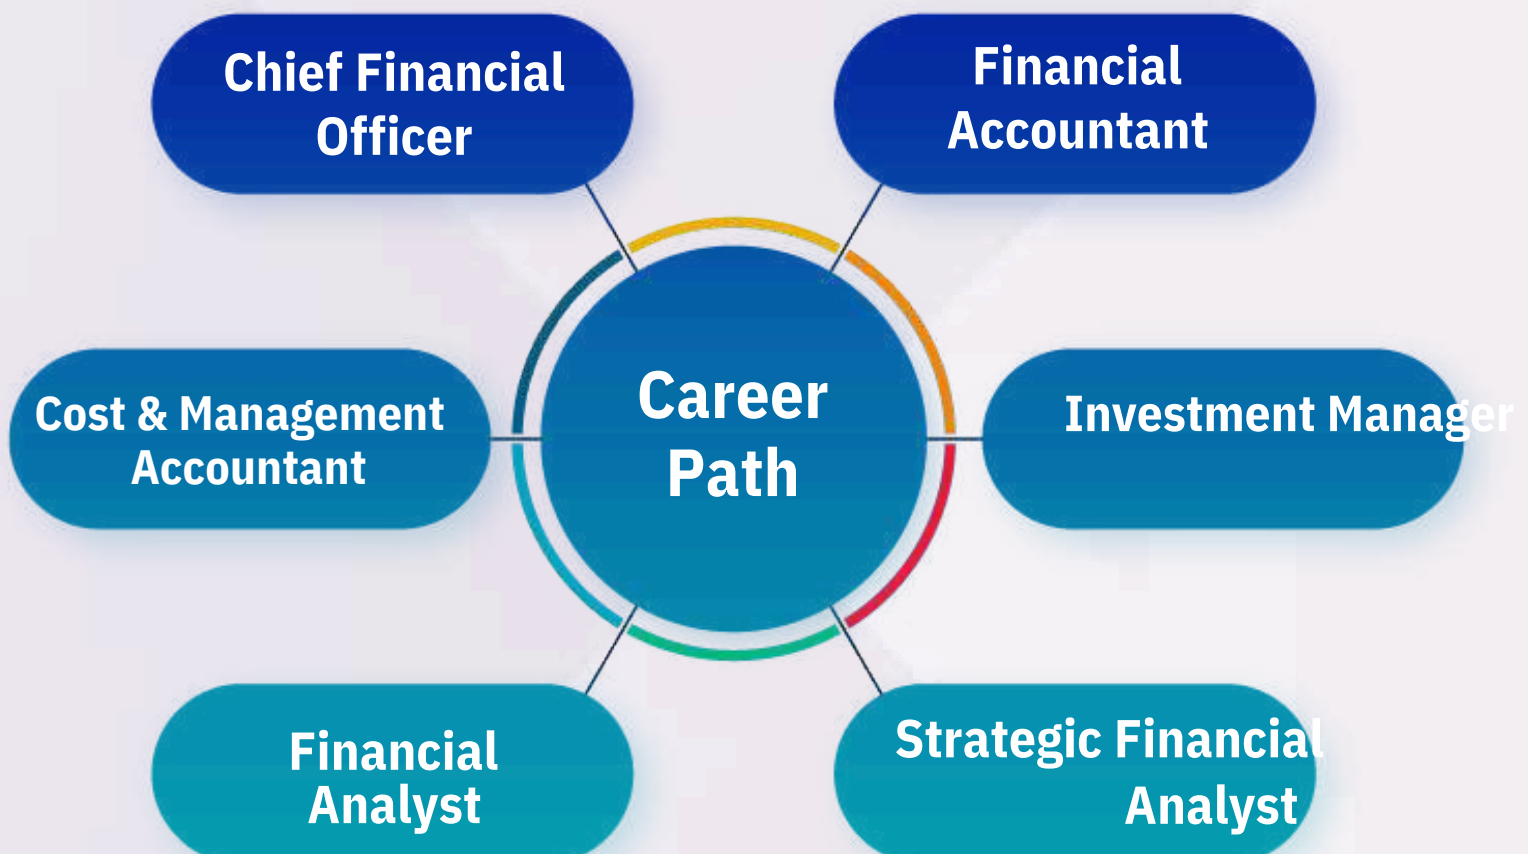 Chief Financial
Officer
Financial
Accountant
Cost & Management
Accountant
Career
Path
Investment Manager
Financial
Analyst
Strategic Financial
Analyst